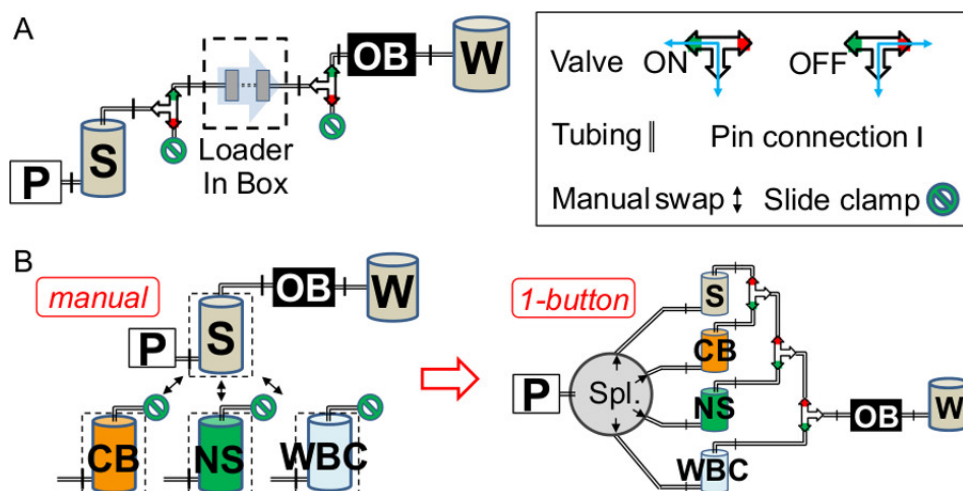 A
P
S
Loader
In Box
OB
W
Valve ON OFF
Tubing Pin connection
Manual swap Slide clamp
B
manual
P
S
OB
W
CB NS WBC
1-button
P
Spl.
S
CB
NS
WBC
OB
W